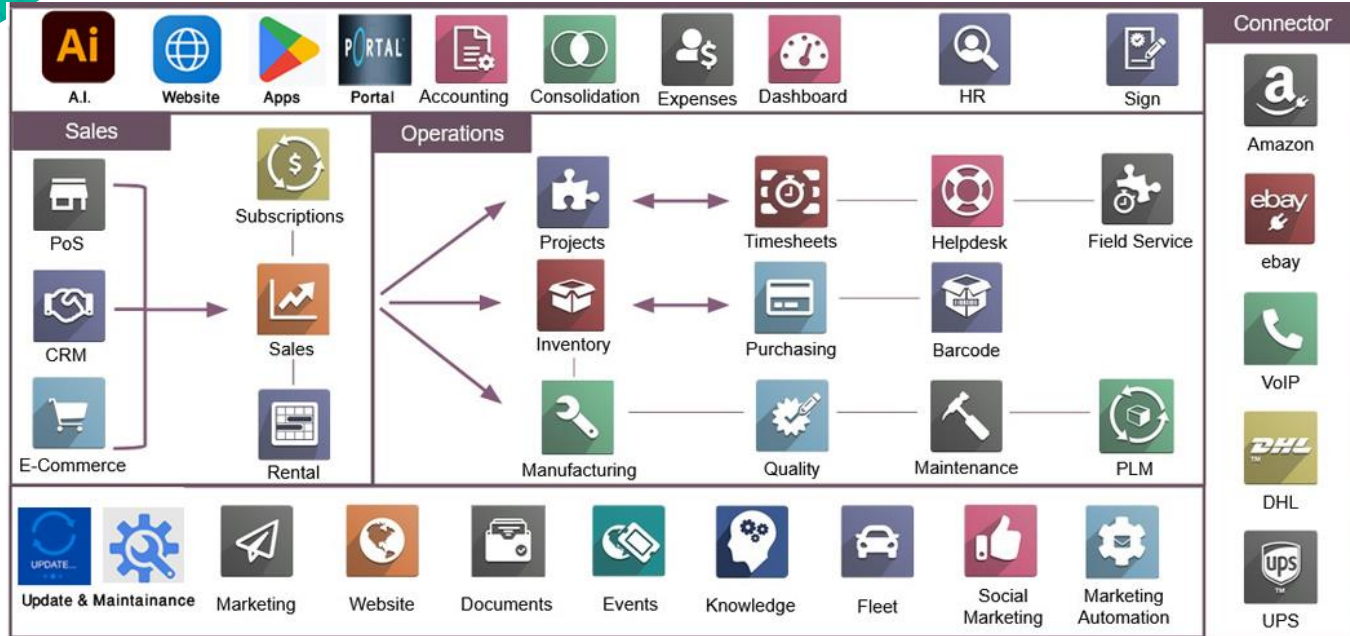 Ai
PORTAL
A.I.
Website
Apps
Portal
Accounting
Consolidation
Expenses
Dashboard
HR
Sign
Connector
a
Amazon
ebay
ebay
VoIP
DHL
TM
DHL
ups
TM
UPS
Sales
PoS
CRM
E-Commerce
$
Subscriptions
Sales
Rental
Operations
Projects
Timesheets
Helpdesk
Field Service
Inventory
Purchasing
Barcode
Manufacturing
Quality
Maintenance
PLM
UPDATE...
Update & Maintainance
Marketing
Website
Documents
Events
Knowledge
Fleet
Social
Marketing
Marketing
Automation